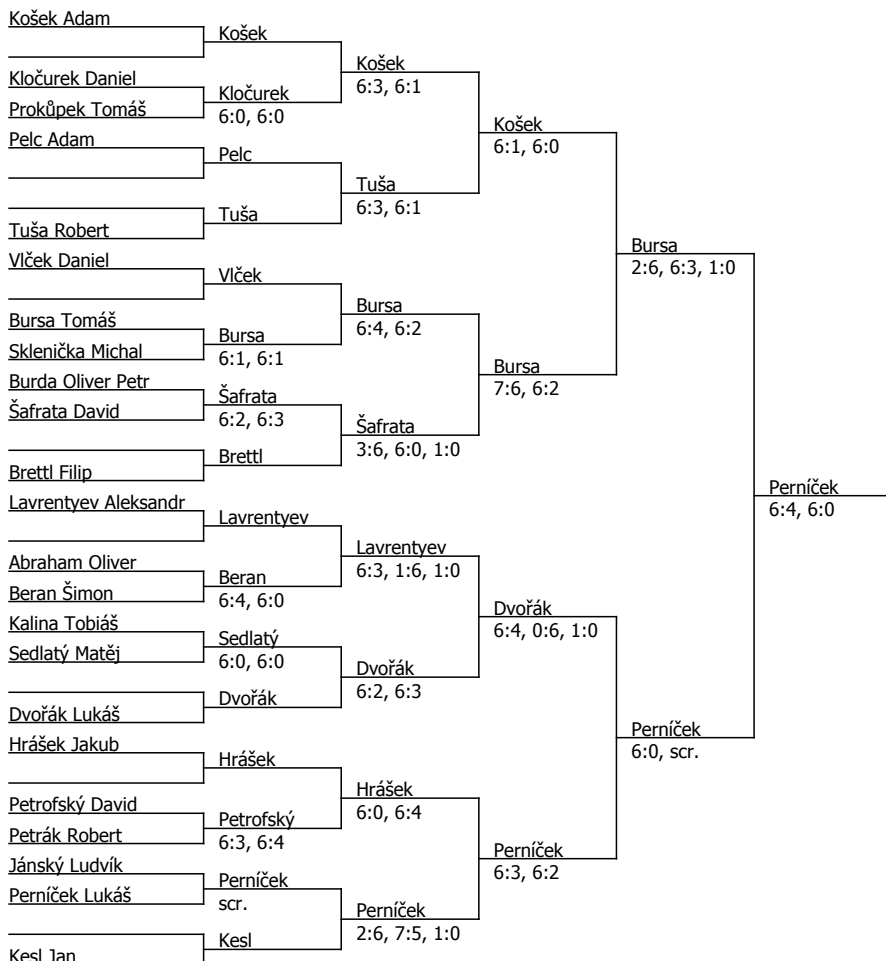 Košek Adam
Kločurek Daniel
Prokůpek Tomáš
Pelc Adam
Tuša Robert
Vlček Daniel
Bursa Tomáš
Sklenička Michal
Burda Oliver Petr
Šafrata David
Brettl Filip
Lavrentyev Aleksandr
Abraham Oliver
Beran Šimon
Kalina Tobiáš
Sedlatý Matěj
Dvořák Lukáš
Hrášek Jakub
Petrofský David
Petrák Robert
Jánský Ludvík
Perníček Lukáš
Kesl Jan
Košek
Kločurek
6:0, 6:0
Pelc
Tuša
Vlček
Bursa
6:1, 6:1
Šafrata
6:2, 6:3
Brettl
Lavrentyev
Beran
6:4, 6:0
Sedlatý
6:0, 6:0
Dvořák
Hrášek
Petrofský
6:3, 6:4
Perníček
scr.
Kesl
Košek
6:3, 6:1
Tuša
6:3, 6:1
Bursa
6:4, 6:2
Šafrata
3:6, 6:0, 1:0
Lavrentyev
6:3, 1:6, 1:0
Dvořák
6:2, 6:3
Hrášek
6:0, 6:4
Perníček
2:6, 7:5, 1:0
Košek
6:1, 6:0
Bursa
7:6, 6:2
Dvořák
6:4, 0:6, 1:0
Perníček
6:3, 6:2
Bursa
2:6, 6:3, 1:0
Perníček
6:0, scr.
Perníček
6:4, 6:0